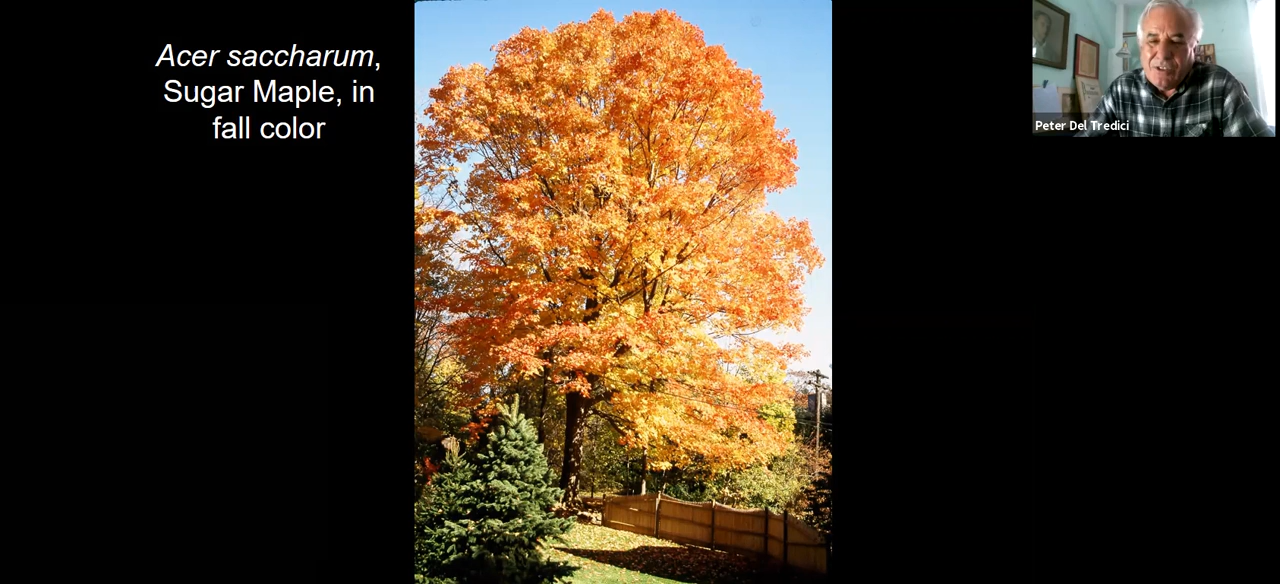 Acer saccharum,
Sugar Maple, in
fall color
Peter Del Tredici